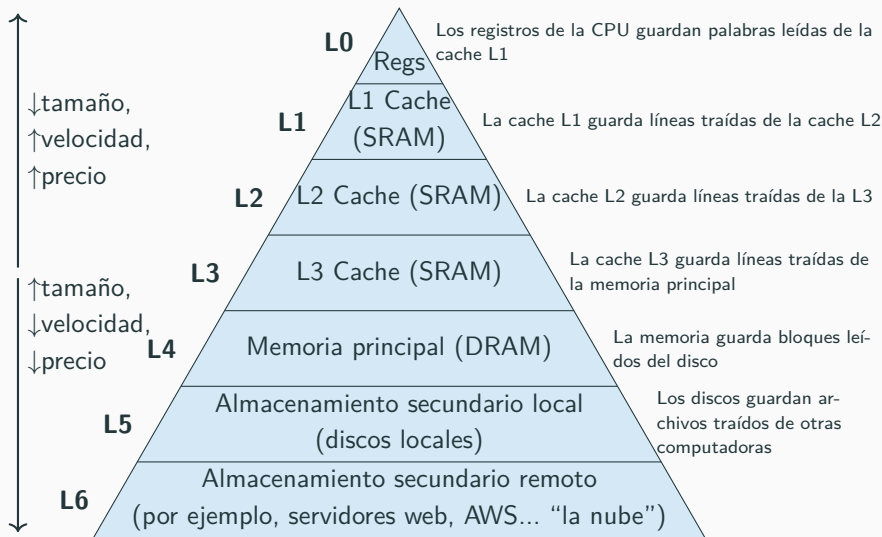 L0
Regs
Los registros de la CPU guardan palabras leídas de la
cache L1
↓tamaño,
↑velocidad,
↑precio
L1
L1 Cache
(SRAM)
La cache L1 guarda líneas traídas de la cache L2
L2
L2 Cache (SRAM)
La cache L2 guarda líneas traídas de la L3
L3
L3 Cache (SRAM)
La cache L3 guarda líneas traídas de
la memoria principal
↑tamaño,
↓velocidad,
↓precio
L4
Memoria principal (DRAM)
La memoria guarda bloques leí-
dos del disco
L5
Almacenamiento secundario local
(discos locales)
Los discos guardan ar-
chivos traídos de otras
computadoras
L6
Almacenamiento secundario remoto
(por ejemplo, servidores web, AWS... “la nube”)